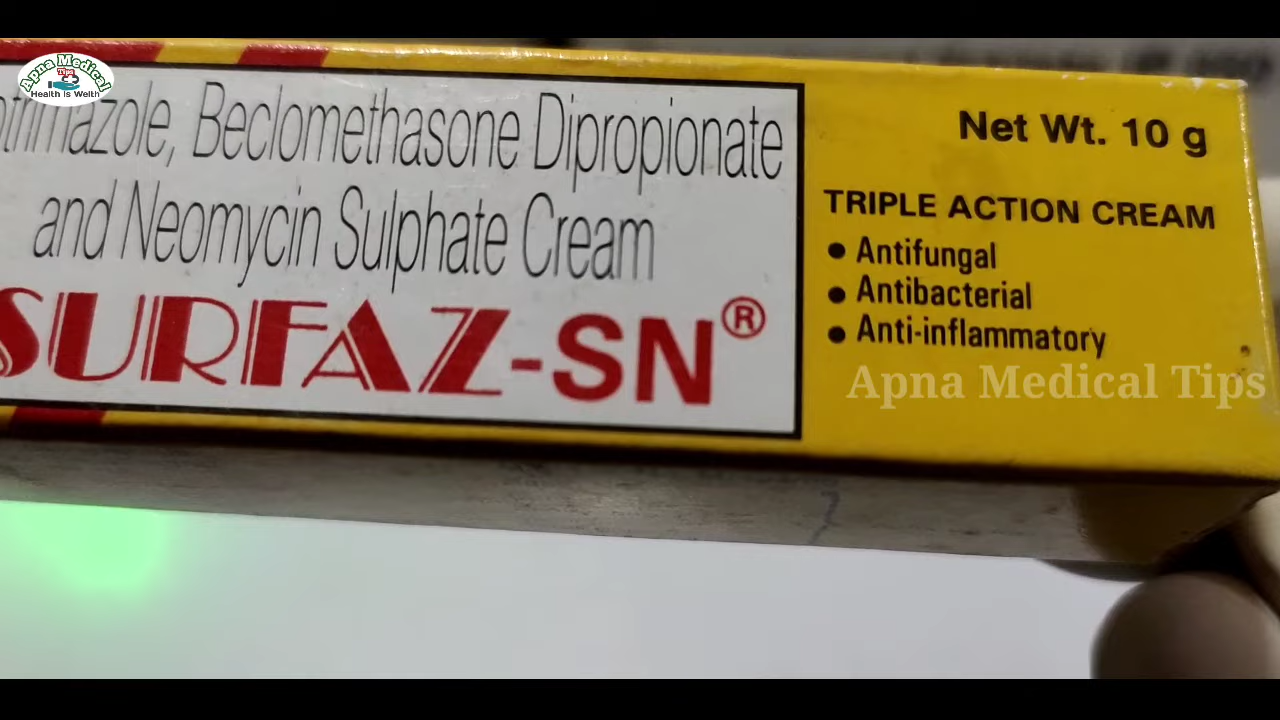 Apna Medical
Tips
Health is Welth
Beclomethasone Dipropionate
and Neomycin Sulphate Cream
SURFAZ-SN®
Net Wt. 10 g
TRIPLE ACTION CREAM
• Antifungal
• Antibacterial
• Anti-inflammatory
Apna Medical Tips